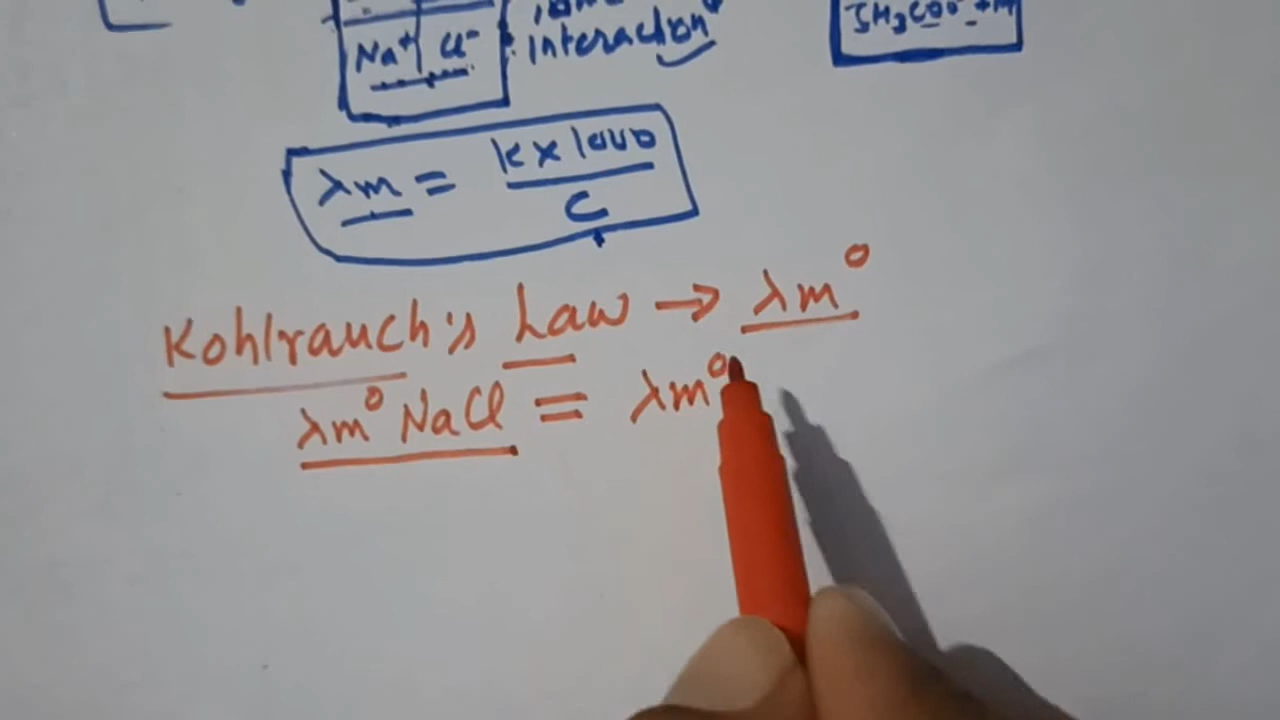 Na+ Cl-
interaction
λm = K × 1000 / C
Kohlrauch's Law → λm°
λm° NaCl = λm°